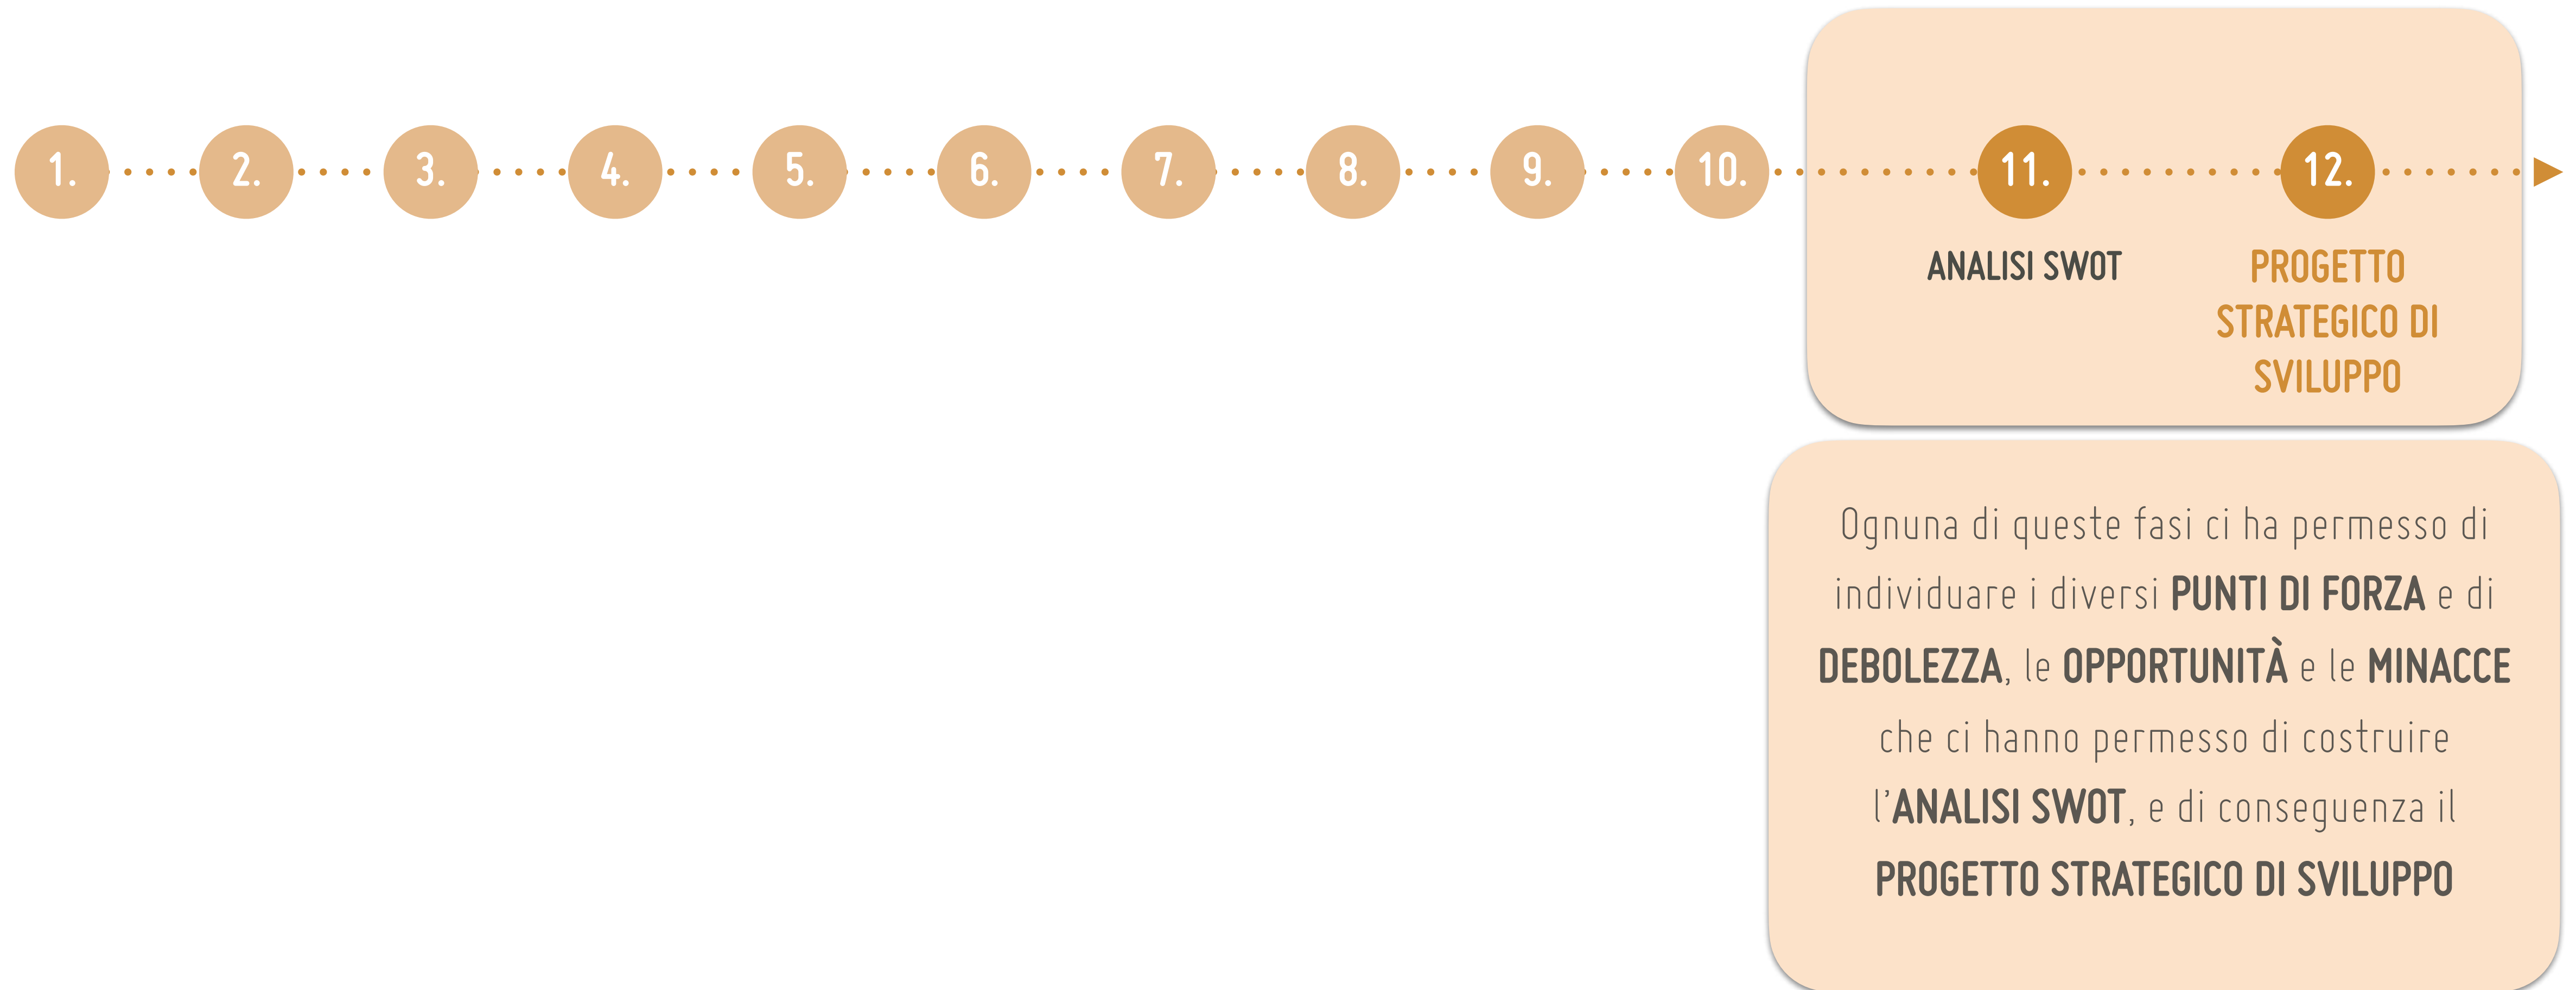 1. 2. 3. 4. 5. 6. 7. 8. 9. 10. 11. 12.
ANALISI SWOT
PROGETTO
STRATEGICO DI
SVILUPPO
Ognuna di queste fasi ci ha permesso di
individuare i diversi PUNTI DI FORZA e di
DEBOLEZZA, le OPPORTUNITÀ e le MINACCE
che ci hanno permesso di costruire
l'ANALISI SWOT, e di conseguenza il
PROGETTO STRATEGICO DI SVILUPPO